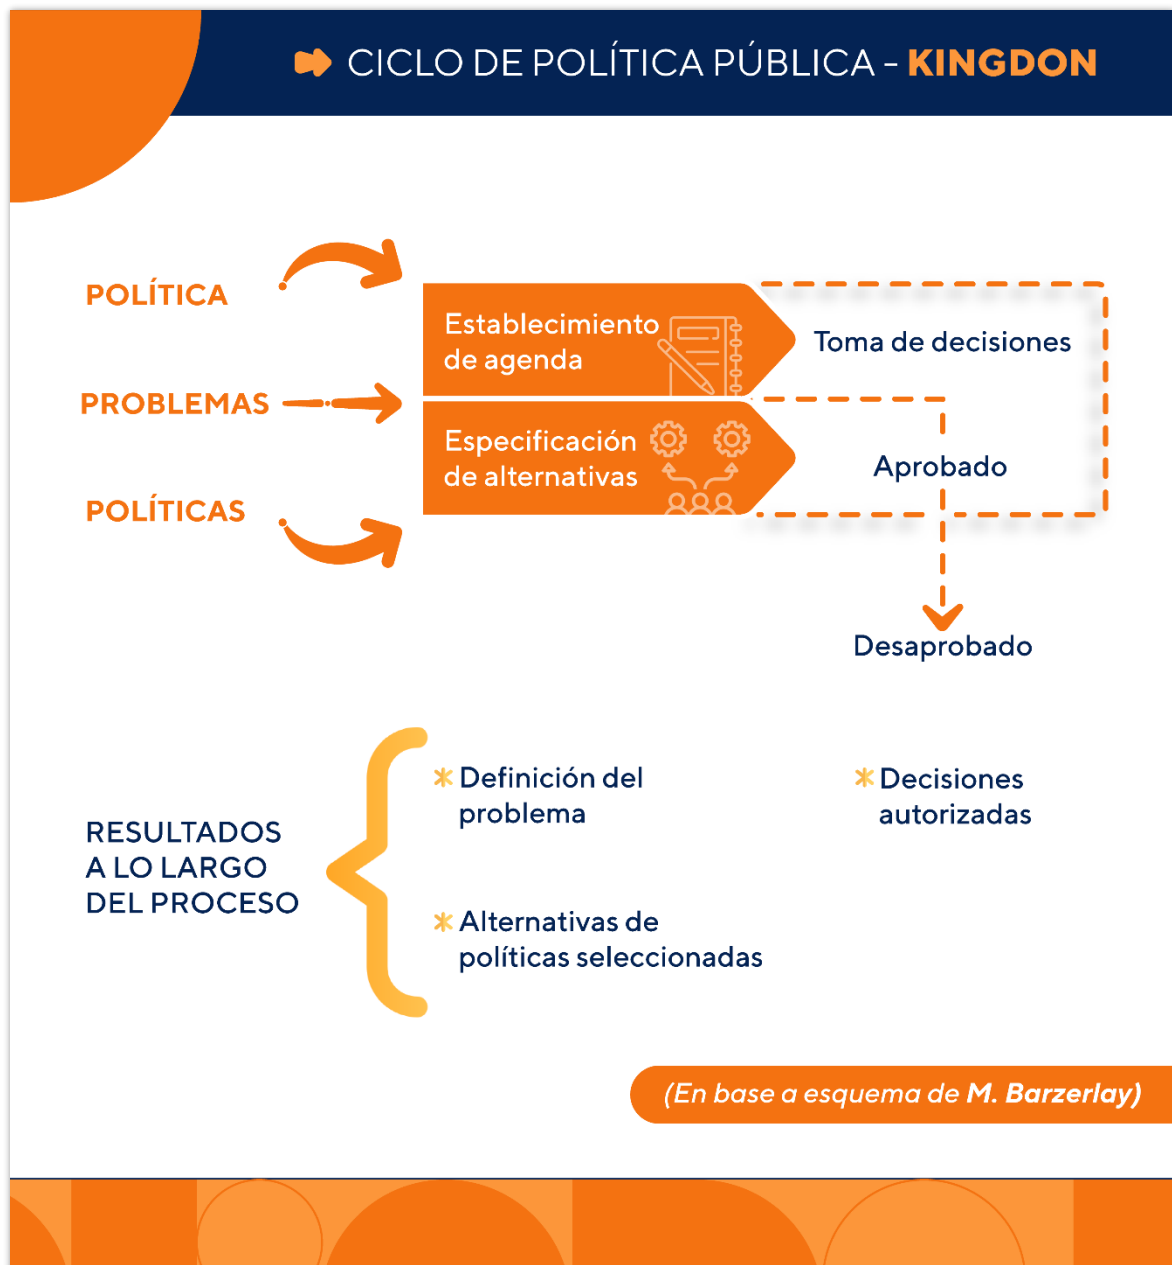 CICLO DE POLÍTICA PÚBLICA - KINGDON
POLÍTICA
PROBLEMAS
POLÍTICAS
Establecimiento
de agenda
Especificación
de alternativas
Toma de decisiones
Aprobado
Desaprobado
RESULTADOS
A LO LARGO
DEL PROCESO
* Definición del
problema
* Alternativas de
políticas seleccionadas
* Decisiones
autorizadas
(En base a esquema de M. Barzerlay)